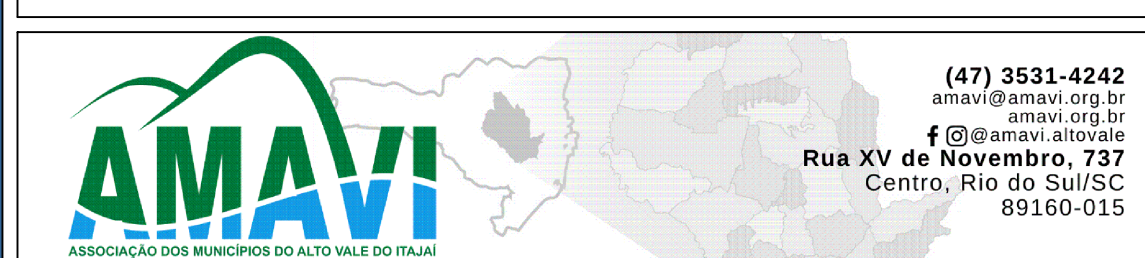 AMAVI
ASSOCIAÇÃO DOS MUNICÍPIOS DO ALTO VALE DO ITAJAÍ
(47) 3531-4242
amavi@amavi.org.br
amavi.org.br
@amavi.altovale
Rua XV de Novembro, 737
Centro, Rio do Sul/SC
89160-015